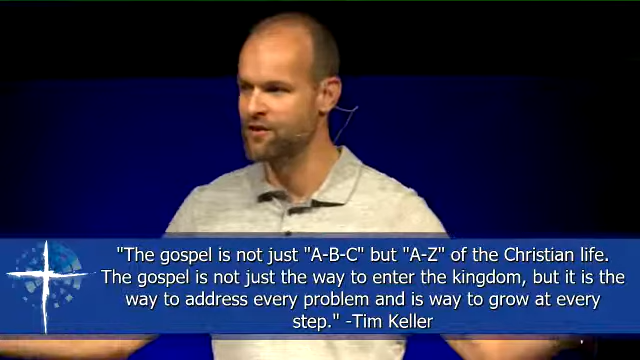 "The gospel is not just "A-B-C" but "A-Z" of the Christian life.
The gospel is not just the way to enter the kingdom, but it is the
way to address every problem and is way to grow at every
step." -Tim Keller